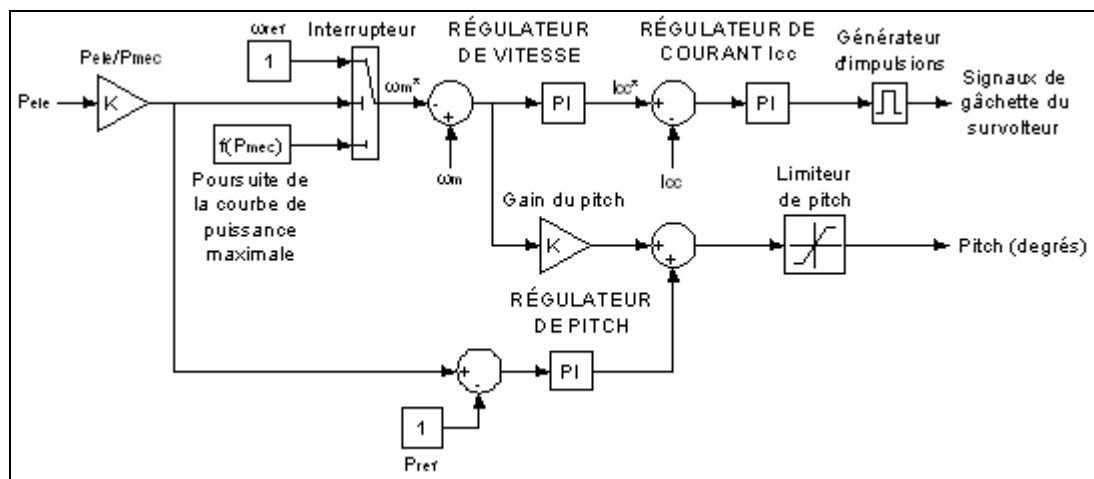 ωref
1
Interrupteur
RÉGULATEUR
DE VITESSE
RÉGULATEUR DE
COURANT Icc
Générateur
d'impulsions
Pele/Pmec
Pele
K
ωm*
-
+
PI
Icc*
+
-
PI
Signaux de
gâchette du
survolteur
f(Pmec)
Poursuite de
la courbe de
puissance
maximale
ωm
Icc
Gain du pitch
K
+
+
Limiteur
de pitch
Pitch (degrés)
RÉGULATEUR
DE PITCH
+
-
PI
1
Pref